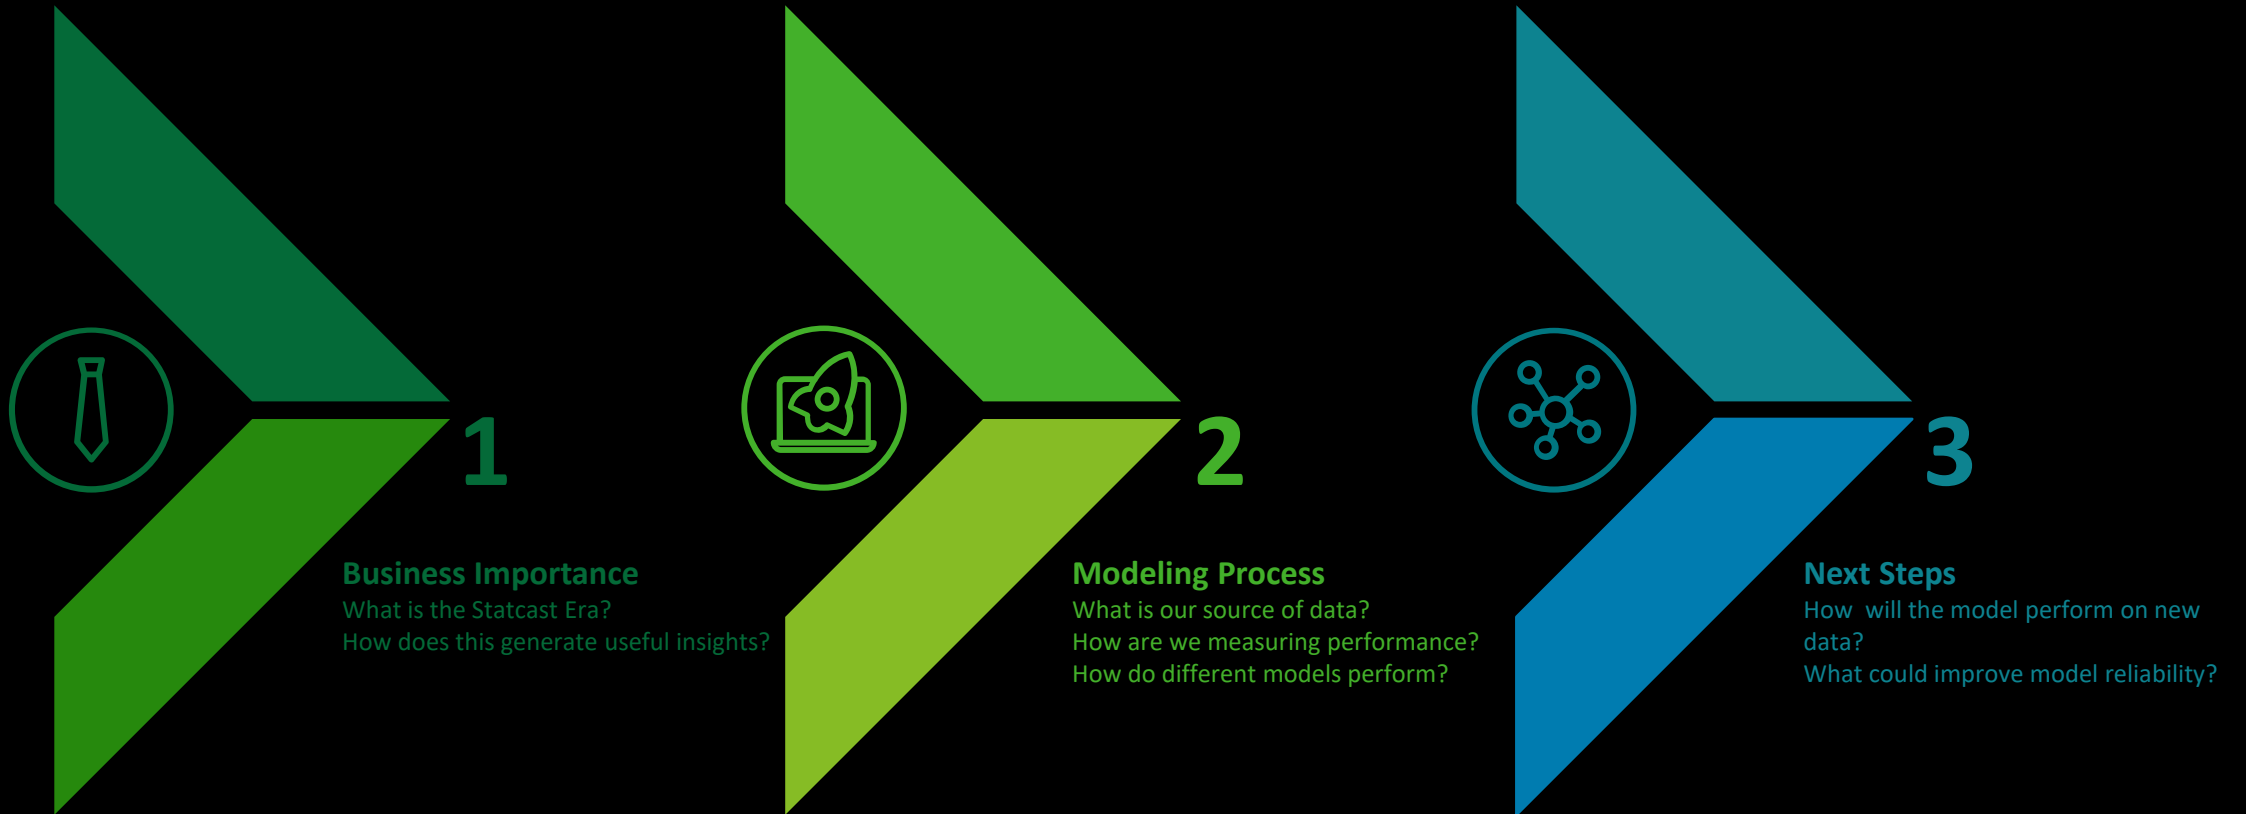 1
Business Importance
What is the Statcast Era?
How does this generate useful insights?
2
Modeling Process
What is our source of data?
How are we measuring performance?
How do different models perform?
3
Next Steps
How  will the model perform on new
data?
What could improve model reliability?